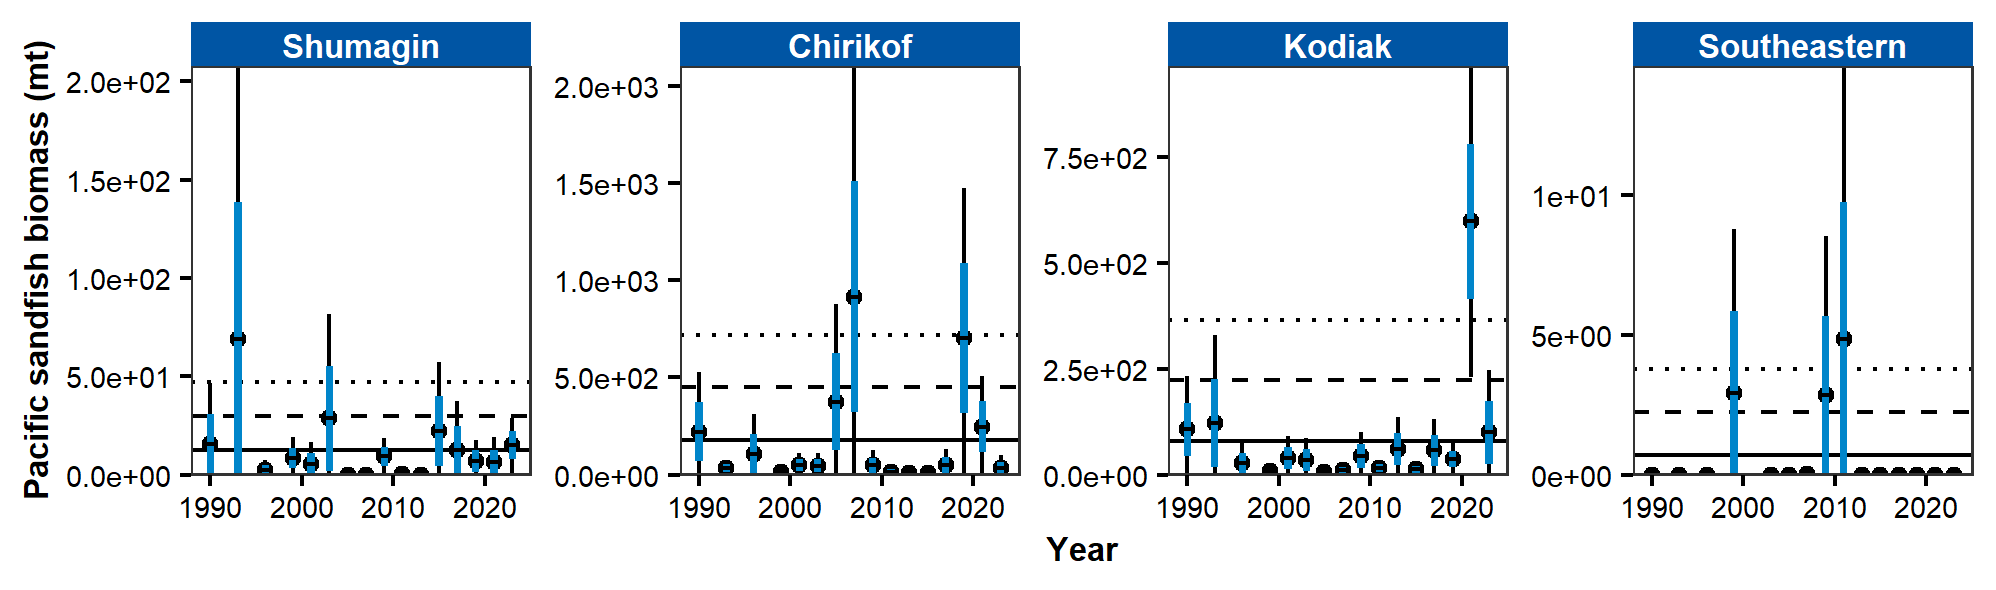 Shumagin Chirikof Kodiak Southeastern
Pacific sandfish biomass (mt)
2.0e+02
1.5e+02
1.0e+02
5.0e+01
0.0e+00
2.0e+03
1.5e+03
1.0e+03
5.0e+02
0.0e+00
7.5e+02
5.0e+02
2.5e+02
0.0e+00
1e+01
5e+00
0e+00
1990 2000 2010 2020 1990 2000 2010 2020 1990 2000 2010 2020 1990 2000 2010 2020
Year